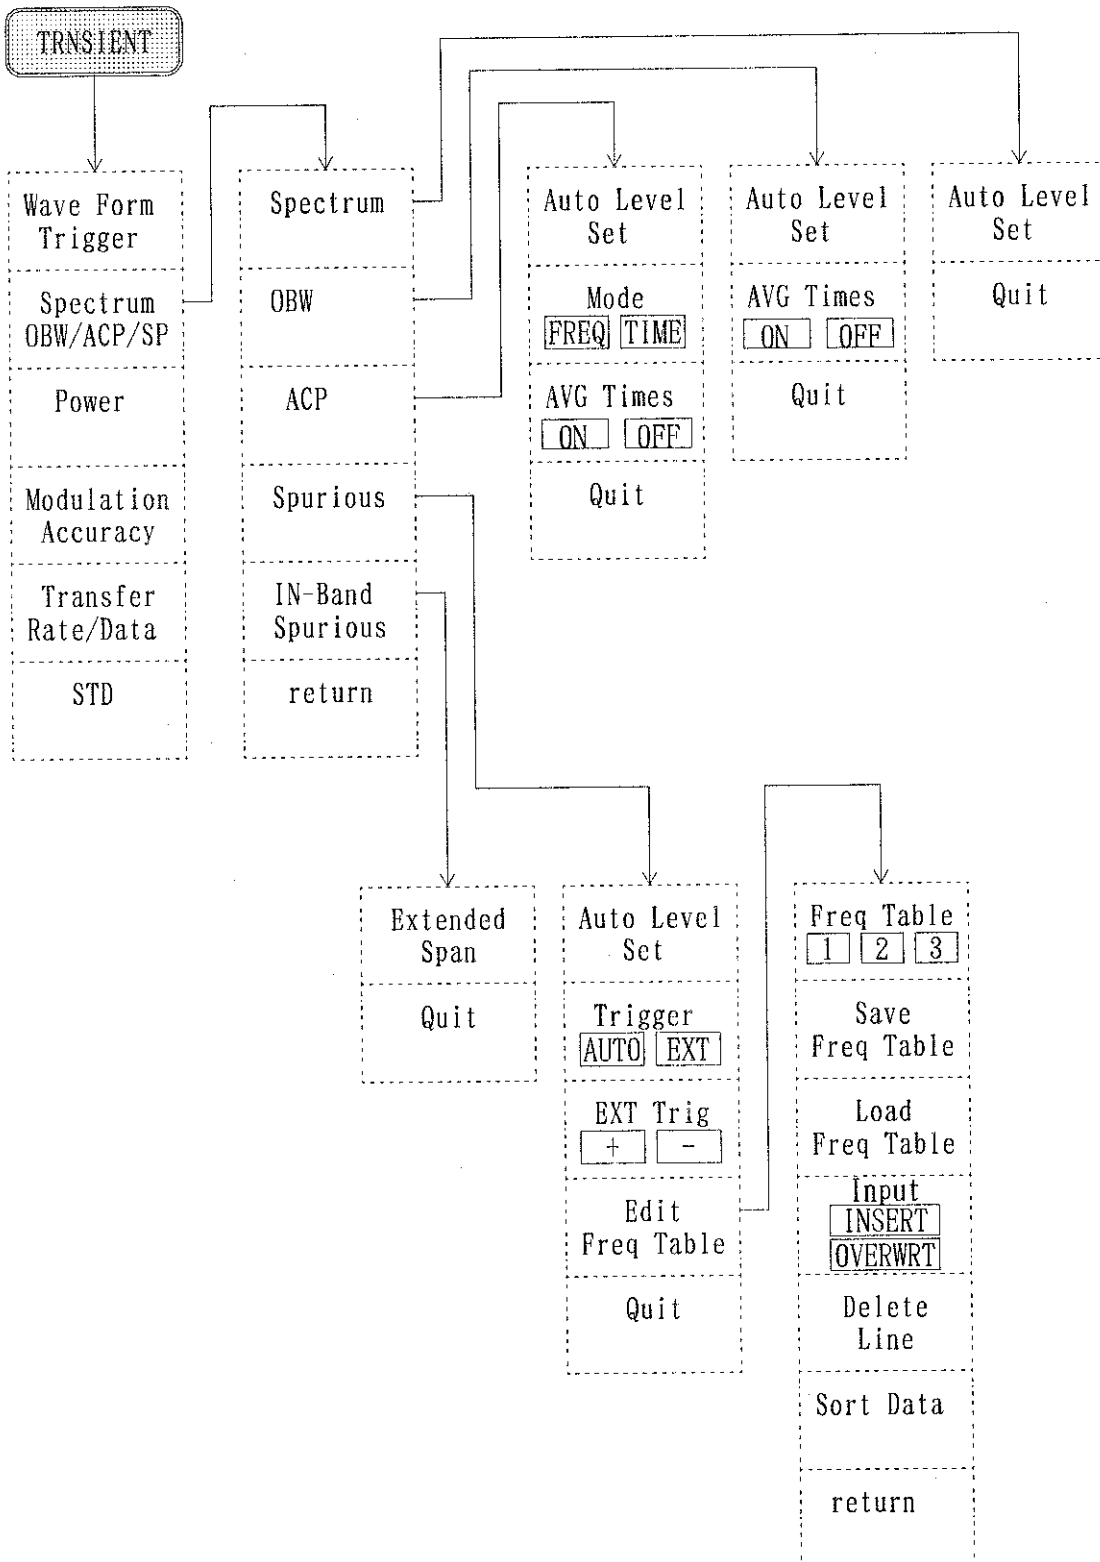 TRNSIENT
Wave Form
Trigger
Spectrum
OBW/ACP/SP
Power
Modulation
Accuracy
Transfer
Rate/Data
STD
Spectrum
OBW
ACP
Spurious
IN-Band
Spurious
return
Auto Level
Set
Mode
FREQ TIME
AVG Times
ON OFF
Quit
Auto Level
Set
AVG Times
ON OFF
Quit
Auto Level
Set
Quit
Extended
Span
Quit
Auto Level
Set
Trigger
AUTO EXT
EXT Trig
+ -
Edit
Freq Table
Quit
Freq Table
1 2 3
Save
Freq Table
Load
Freq Table
Input
INSERT
OVERWRT
Delete
Line
Sort Data
return